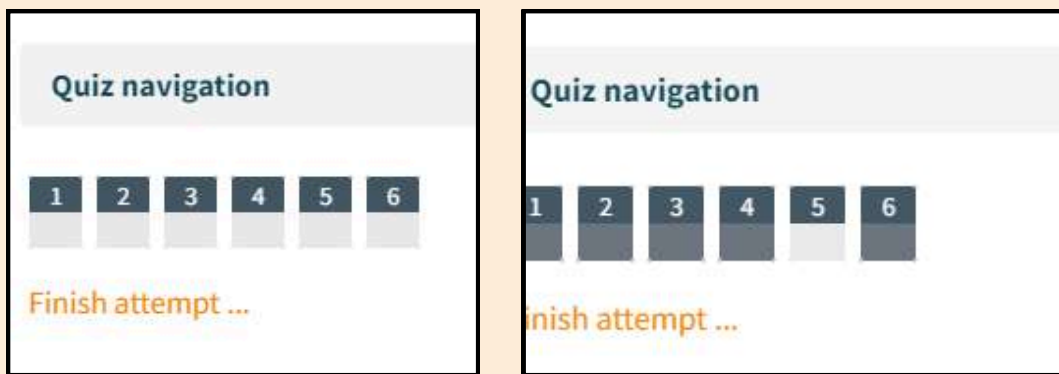 Quiz navigation
1 2 3 4 5 6
Finish attempt ...
Quiz navigation
1 2 3 4 5 6
inish attempt ...